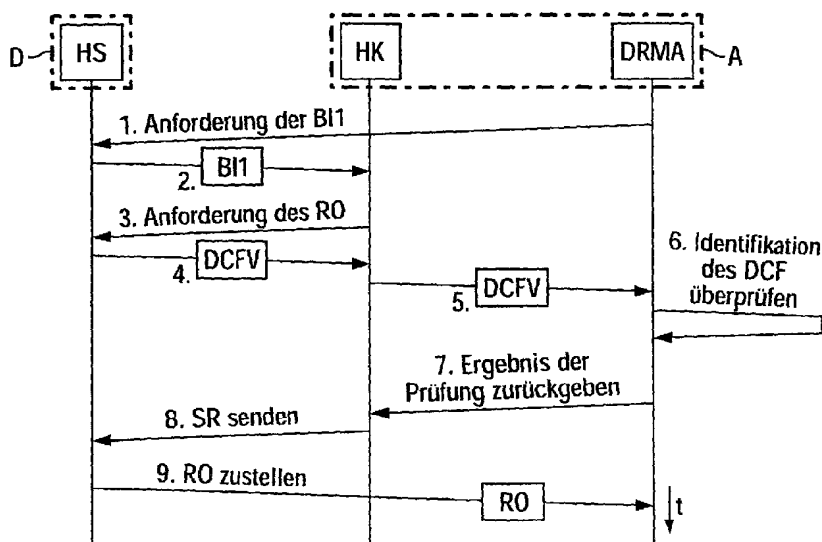 D
HS
HK
DRMA
A
1. Anforderung der BI1
2.
BI1
3. Anforderung des RO
4.
DCFV
5.
DCFV
6. Identifikation
des DCF
überprüfen
7. Ergebnis der
Prüfung zurückgeben
8. SR senden
9. RO zustellen
RO
t